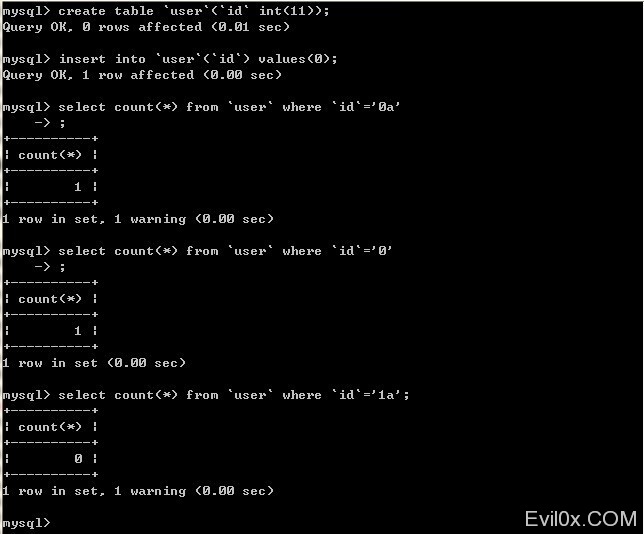 mysql> create table `user`(`id` int(11));
Query OK, 0 rows affected (0.01 sec)
mysql> insert into `user`(`id`) values(0);
Query OK, 1 row affected (0.00 sec)
mysql> select count(*) from `user` where `id`='0a'
    -> ;
+----------+
¦ count(*) ¦
+----------+
¦        1 ¦
+----------+
1 row in set, 1 warning (0.00 sec)
mysql> select count(*) from `user` where `id`='0'
    -> ;
+----------+
¦ count(*) ¦
+----------+
¦        1 ¦
+----------+
1 row in set (0.00 sec)
mysql> select count(*) from `user` where `id`='1a';
+----------+
¦ count(*) ¦
+----------+
¦        0 ¦
+----------+
1 row in set, 1 warning (0.00 sec)
mysql>
Evil0x.COM